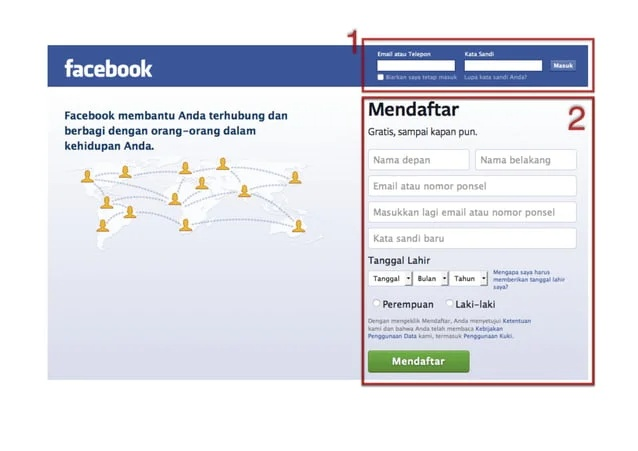 1
Email atau Telepon
Kata Sandi
Masuk
Biarkan saya tetap masuk
Lupa kata sandi Anda?
facebook
Facebook membantu Anda terhubung dan
berbagi dengan orang-orang dalam
kehidupan Anda.
2
Mendaftar
Gratis, sampai kapan pun.
Nama depan
Nama belakang
Email atau nomor ponsel
Masukkan lagi email atau nomor ponsel
Kata sandi baru
Tanggal Lahir
Tanggal
Bulan
Tahun
Mengapa saya harus
memberikan tanggal lahir
saya?
Perempuan
Laki-laki
Dengan mengeklik Mendaftar, Anda menyetujui Ketentuan
kami dan bahwa Anda telah membaca Kebijakan
Penggunaan Data kami, termasuk Penggunaan Kuki.
Mendaftar